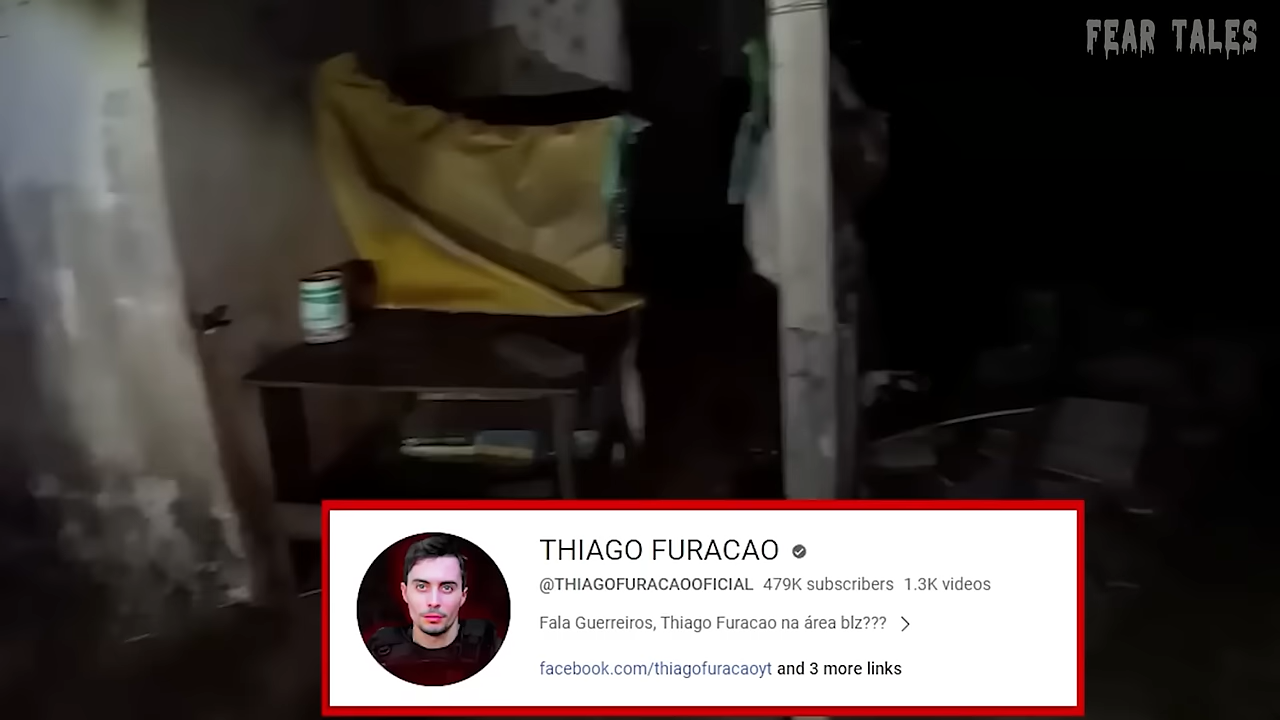 FEAR TALES
THIAGO FURACAO
@THIAGOFURACAOOFICIAL 479K subscribers 1.3K videos
Fala Guerreiros, Thiago Furacao na área blz???
facebook.com/thiagofuracaoyt and 3 more links